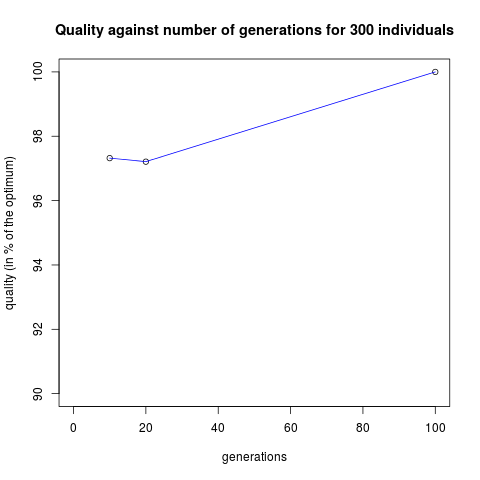 Quality against number of generations for 300 individuals
quality (in % of the optimum)
100
98
96
94
92
90
0 20 40 60 80 100
generations